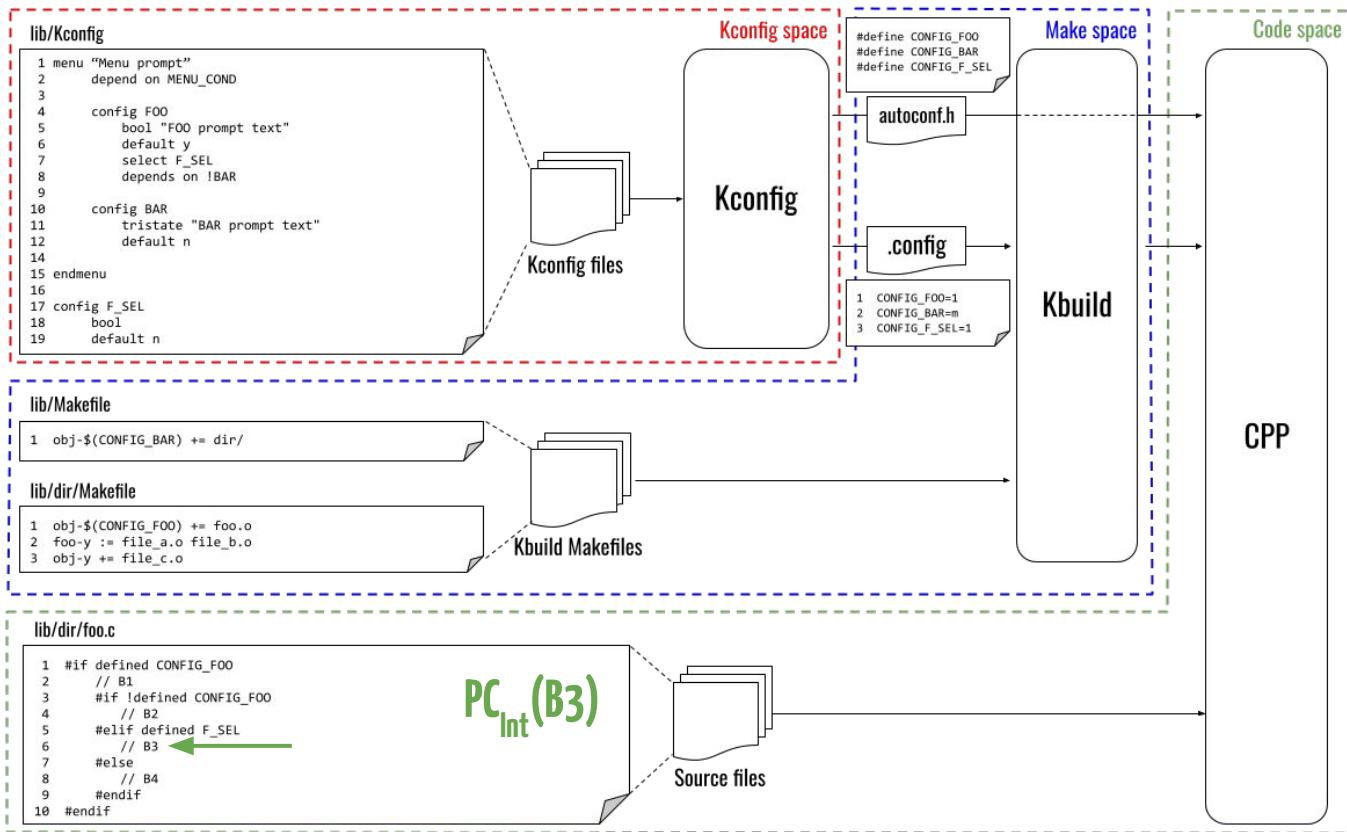 lib/Kconfig
1 menu “Menu prompt”
2 depend on MENU_COND
3
4 config FOO
5 bool "FOO prompt text"
6 default y
7 select F_SEL
8 depends on !BAR
9
10 config BAR
11 tristate "BAR prompt text"
12 default n
14
15 endmenu
16
17 config F_SEL
18 bool
19 default n
Kconfig files
Kconfig space
Kconfig
#define CONFIG_FOO
#define CONFIG_BAR
#define CONFIG_F_SEL
autoconf.h
.config
1 CONFIG_FOO=1
2 CONFIG_BAR=m
3 CONFIG_F_SEL=1
Make space
Kbuild
Code space
CPP
lib/Makefile
1 obj-$(CONFIG_BAR) += dir/
lib/dir/Makefile
1 obj-$(CONFIG_FOO) += foo.o
2 foo-y := file_a.o file_b.o
3 obj-y += file_c.o
Kbuild Makefiles
lib/dir/foo.c
1 #if defined CONFIG_FOO
2 // B1
3 #if !defined CONFIG_FOO
4 // B2
5 #elif defined F_SEL
6 // B3
7 #else
8 // B4
9 #endif
10 #endif
PCInt(B3)
Source files